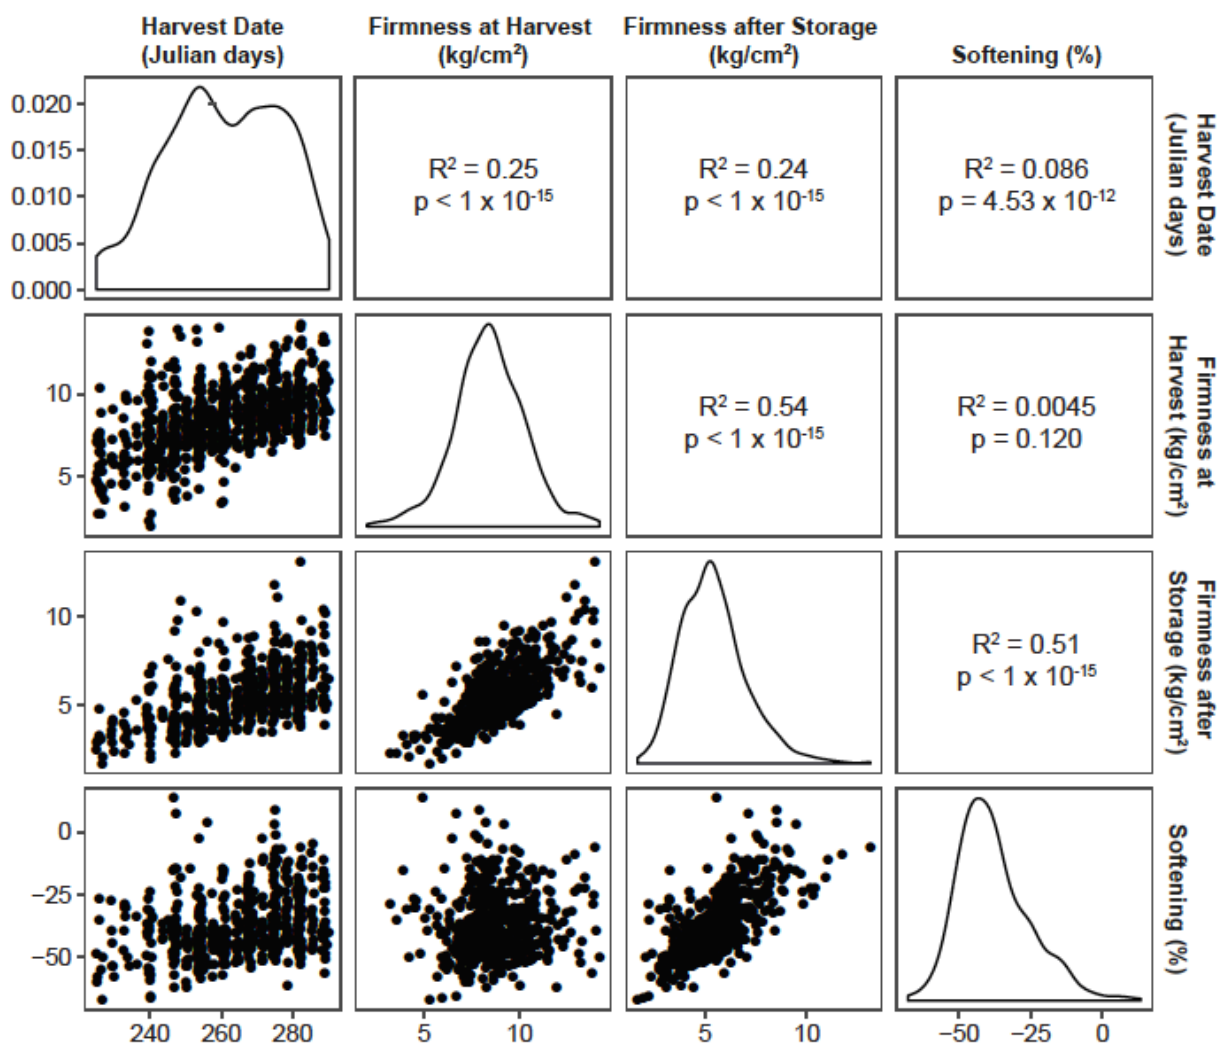 Harvest Date
(Julian days)
Firmness at Harvest
(kg/cm²)
Firmness after Storage
(kg/cm²)
Softening (%)
0.020
0.015
0.010
0.005
0.000
R² = 0.25
p < 1 x 10⁻¹⁵
R² = 0.24
p < 1 x 10⁻¹⁵
R² = 0.086
p = 4.53 x 10⁻¹²
Harvest Date
(Julian days)
10
5
R² = 0.54
p < 1 x 10⁻¹⁵
R² = 0.0045
p = 0.120
Firmness at
Harvest (kg/cm²)
10
5
R² = 0.51
p < 1 x 10⁻¹⁵
Firmness after
Storage (kg/cm²)
0
−25
−50
Softening (%)
240 260 280
5 10
5 10
−50 −25 0